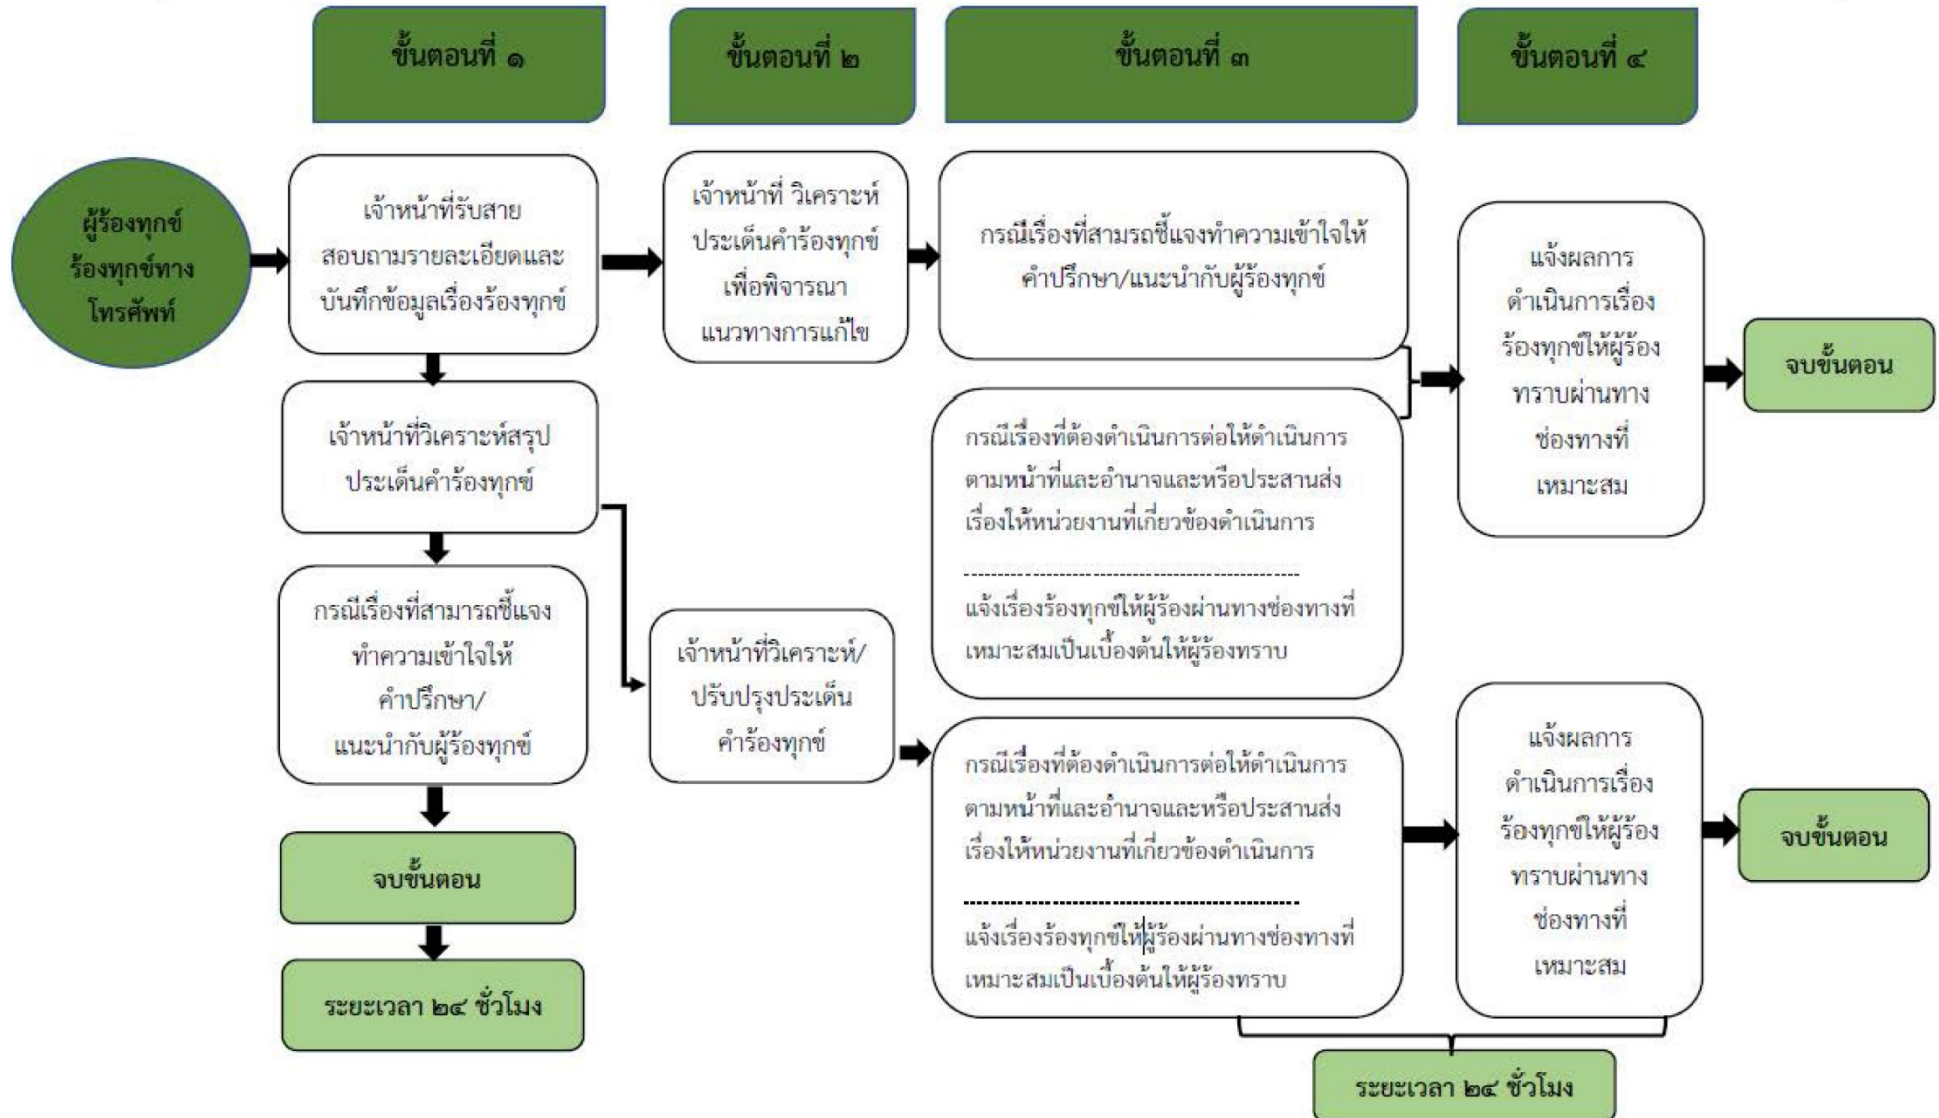 ขั้นตอนที่ ๑
ขั้นตอนที่ ๒
ขั้นตอนที่ ๓
ขั้นตอนที่ ๔
ผู้ร้องทุกข์
ร้องทุกข์ทาง
โทรศัพท์
เจ้าหน้าที่รับสาย
สอบถามรายละเอียดและ
บันทึกข้อมูลเรื่องร้องทุกข์
เจ้าหน้าที่ วิเคราะห์
ประเด็นคำร้องทุกข์
เพื่อพิจารณา
แนวทางการแก้ไข
กรณีเรื่องที่สามรถชี้แจงทำความเข้าใจให้
คำปรึกษา/แนะนำกับผู้ร้องทุกข์
แจ้งผลการ
ดำเนินการเรื่อง
ร้องทุกข์ให้ผู้ร้อง
ทราบผ่านทาง
ช่องทางที่
เหมาะสม
จบขั้นตอน
เจ้าหน้าที่วิเคราะห์สรุป
ประเด็นคำร้องทุกข์
กรณีเรื่องที่ต้องดำเนินการต่อให้ดำเนินการ
ตามหน้าที่และอำนาจและหรือประสานส่ง
เรื่องให้หน่วยงานที่เกี่ยวข้องดำเนินการ
แจ้งเรื่องร้องทุกข์ให้ผู้ร้องผ่านทางช่องทางที่
เหมาะสมเป็นเบื้องต้นให้ผู้ร้องทราบ
กรณีเรื่องที่สามารถชี้แจง
ทำความเข้าใจให้
คำปรึกษา/
แนะนำกับผู้ร้องทุกข์
เจ้าหน้าที่วิเคราะห์/
ปรับปรุงประเด็น
คำร้องทุกข์
กรณีเรื่องที่ต้องดำเนินการต่อให้ดำเนินการ
ตามหน้าที่และอำนาจและหรือประสานส่ง
เรื่องให้หน่วยงานที่เกี่ยวข้องดำเนินการ
แจ้งเรื่องร้องทุกข์ให้ผู้ร้องผ่านทางช่องทางที่
เหมาะสมเป็นเบื้องต้นให้ผู้ร้องทราบ
แจ้งผลการ
ดำเนินการเรื่อง
ร้องทุกข์ให้ผู้ร้อง
ทราบผ่านทาง
ช่องทางที่
เหมาะสม
จบขั้นตอน
จบขั้นตอน
ระยะเวลา ๒๔ ชั่วโมง
ระยะเวลา ๒๔ ชั่วโมง